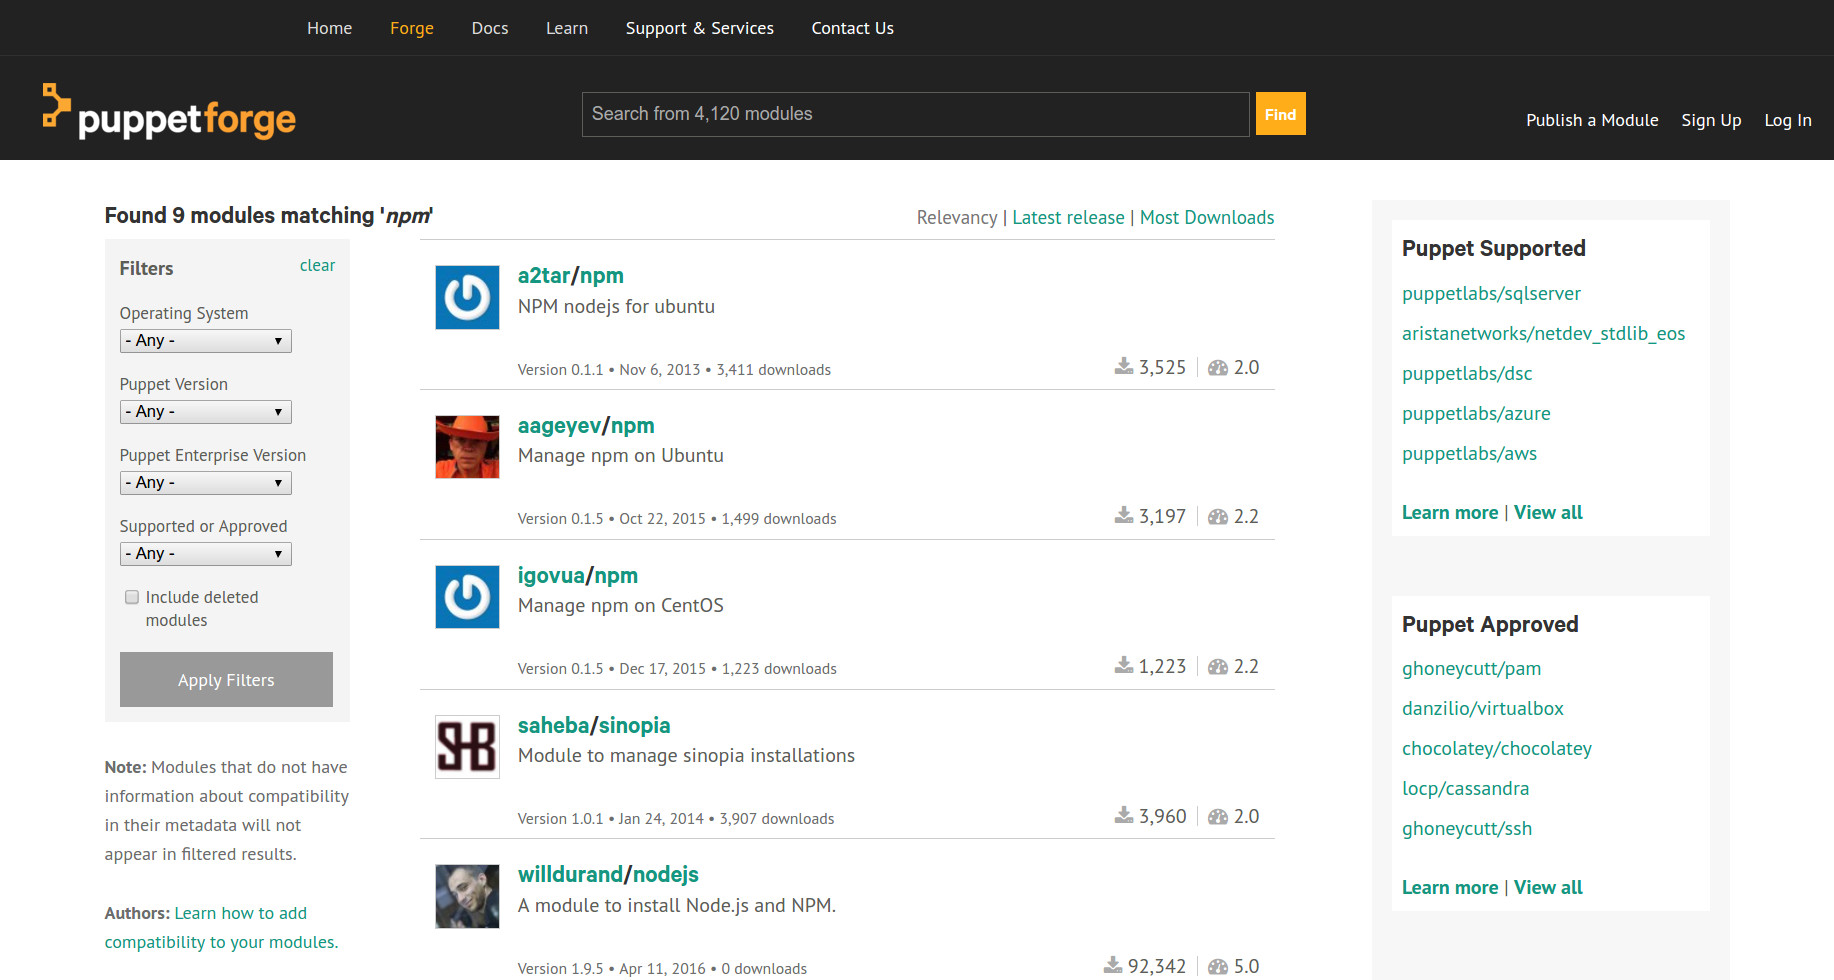 Home Forge Docs Learn Support & Services Contact Us
puppetforge
Search from 4,120 modules
Find
Publish a Module Sign Up Log In
Found 9 modules matching 'npm'
Relevancy | Latest release | Most Downloads
Filters clear
Operating System
- Any -
Puppet Version
- Any -
Puppet Enterprise Version
- Any -
Supported or Approved
- Any -
Include deleted
modules
Apply Filters
Note: Modules that do not have
information about compatibility
in their metadata will not
appear in filtered results.
Authors: Learn how to add
compatibility to your modules.
a2tar/npm
NPM nodejs for ubuntu
Version 0.1.1 • Nov 6, 2013 • 3,411 downloads 3,525 2.0
aageyev/npm
Manage npm on Ubuntu
Version 0.1.5 • Oct 22, 2015 • 1,499 downloads 3,197 2.2
igovua/npm
Manage npm on CentOS
Version 0.1.5 • Dec 17, 2015 • 1,223 downloads 1,223 2.2
SHB
saheba/sinopia
Module to manage sinopia installations
Version 1.0.1 • Jan 24, 2014 • 3,907 downloads 3,960 2.0
willdurand/nodejs
A module to install Node.js and NPM.
Version 1.9.5 • Apr 11, 2016 • 0 downloads 92,342 5.0
Puppet Supported
puppetlabs/sqlserver
aristanetworks/netdev_stdlib_eos
puppetlabs/dsc
puppetlabs/azure
puppetlabs/aws
Learn more | View all
Puppet Approved
ghoneycutt/pam
danzilio/virtualbox
chocolatey/chocolatey
locp/cassandra
ghoneycutt/ssh
Learn more | View all